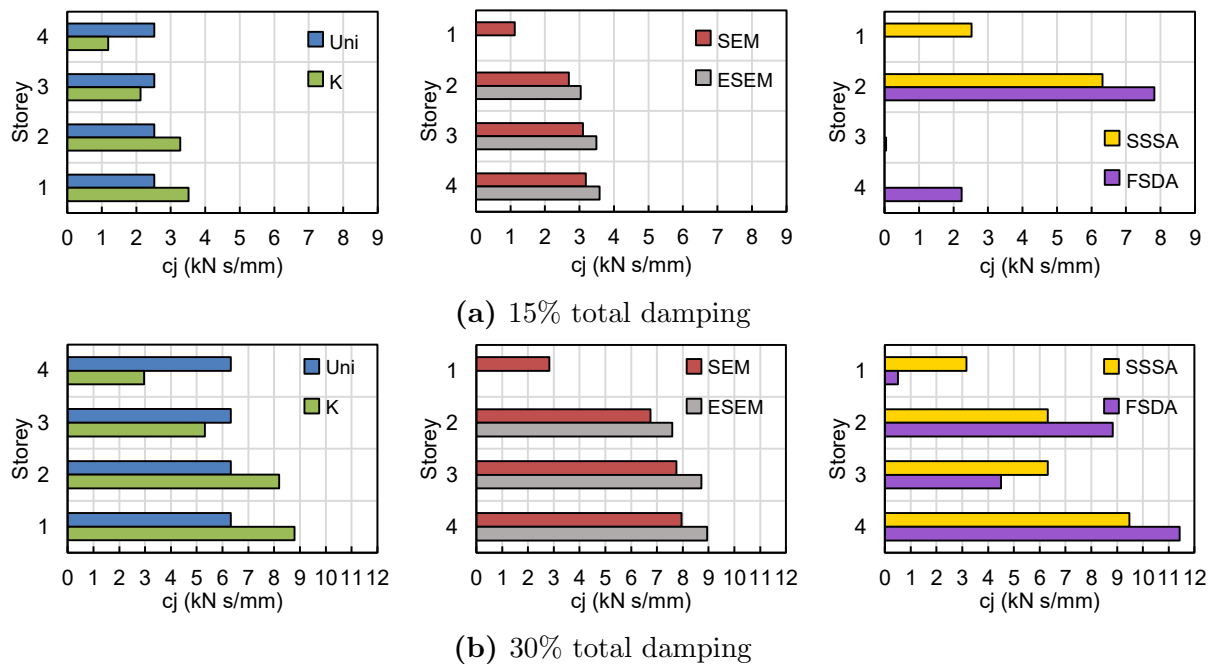 Storey
4
3
2
1
Uni
K
0 1 2 3 4 5 6 7 8 9
cj (kN s/mm)
Storey
1
2
3
4
SEM
ESEM
0 1 2 3 4 5 6 7 8 9
cj (kN s/mm)
Storey
1
2
3
4
SSSA
FSDA
0 1 2 3 4 5 6 7 8 9
cj (kN s/mm)
(a) 15% total damping
Storey
4
3
2
1
Uni
K
0 1 2 3 4 5 6 7 8 9 10 11 12
cj (kN s/mm)
Storey
1
2
3
4
SEM
ESEM
0 1 2 3 4 5 6 7 8 9 10 11 12
cj (kN s/mm)
Storey
1
2
3
4
SSSA
FSDA
0 1 2 3 4 5 6 7 8 9 10 11 12
cj (kN s/mm)
(b) 30% total damping